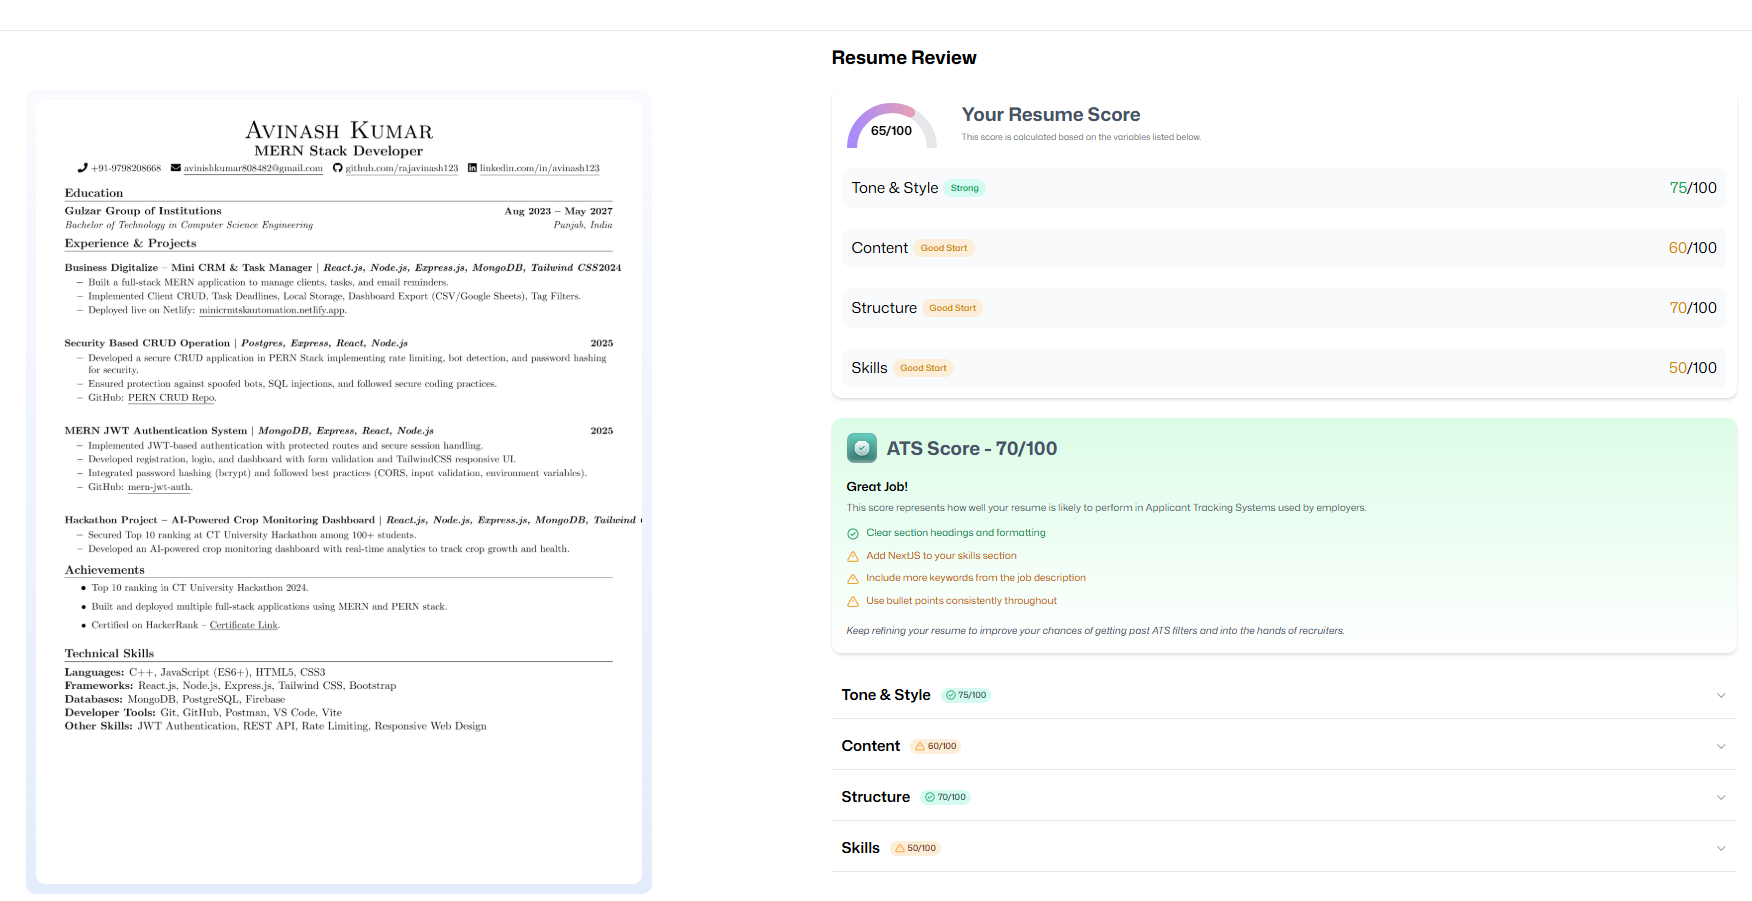 AVINASH KUMAR
MERN Stack Developer
+91-9798208668 avinishkumar808482@gmail.com github.com/rajavinash123 linkedin.com/in/avinash123
Education
Gulzar Group of Institutions Aug 2023 – May 2027
Bachelor of Technology in Computer Science Engineering Punjab, India
Experience & Projects
Business Digitalize – Mini CRM & Task Manager | React.js, Node.js, Express.js, MongoDB, Tailwind CSS2024
– Built a full-stack MERN application to manage clients, tasks, and email reminders.
– Implemented Client CRUD, Task Deadlines, Local Storage, Dashboard Export (CSV/Google Sheets), Tag Filters.
– Deployed live on Netlify: minicrmtskautomation.netlify.app.
Security Based CRUD Operation | Postgres, Express, React, Node.js 2025
– Developed a secure CRUD application in PERN Stack implementing rate limiting, bot detection, and password hashing
for security.
– Ensured protection against spoofed bots, SQL injections, and followed secure coding practices.
– GitHub: PERN CRUD Repo.
MERN JWT Authentication System | MongoDB, Express, React, Node.js 2025
– Implemented JWT-based authentication with protected routes and secure session handling.
– Developed registration, login, and dashboard with form validation and TailwindCSS responsive UI.
– Integrated password hashing (bcrypt) and followed best practices (CORS, input validation, environment variables).
– GitHub: mern-jwt-auth.
Hackathon Project – AI-Powered Crop Monitoring Dashboard | React.js, Node.js, Express.js, MongoDB, Tailwind
– Secured Top 10 ranking at CT University Hackathon among 100+ students.
– Developed an AI-powered crop monitoring dashboard with real-time analytics to track crop growth and health.
Achievements
• Top 10 ranking in CT University Hackathon 2024.
• Built and deployed multiple full-stack applications using MERN and PERN stack.
• Certified on HackerRank – Certificate Link.
Technical Skills
Languages: C++, JavaScript (ES6+), HTML5, CSS3
Frameworks: React.js, Node.js, Express.js, Tailwind CSS, Bootstrap
Databases: MongoDB, PostgreSQL, Firebase
Developer Tools: Git, GitHub, Postman, VS Code, Vite
Other Skills: JWT Authentication, REST API, Rate Limiting, Responsive Web Design
Resume Review
65/100
Your Resume Score
This score is calculated based on the variables listed below.
Tone & Style Strong 75/100
Content Good Start 60/100
Structure Good Start 70/100
Skills Good Start 50/100
ATS Score - 70/100
Great Job!
This score represents how well your resume is likely to perform in Applicant Tracking Systems used by employers.
Clear section headings and formatting
Add NextJS to your skills section
Include more keywords from the job description
Use bullet points consistently throughout
Keep refining your resume to improve your chances of getting past ATS filters and into the hands of recruiters.
Tone & Style 75/100
Content 60/100
Structure 70/100
Skills 50/100